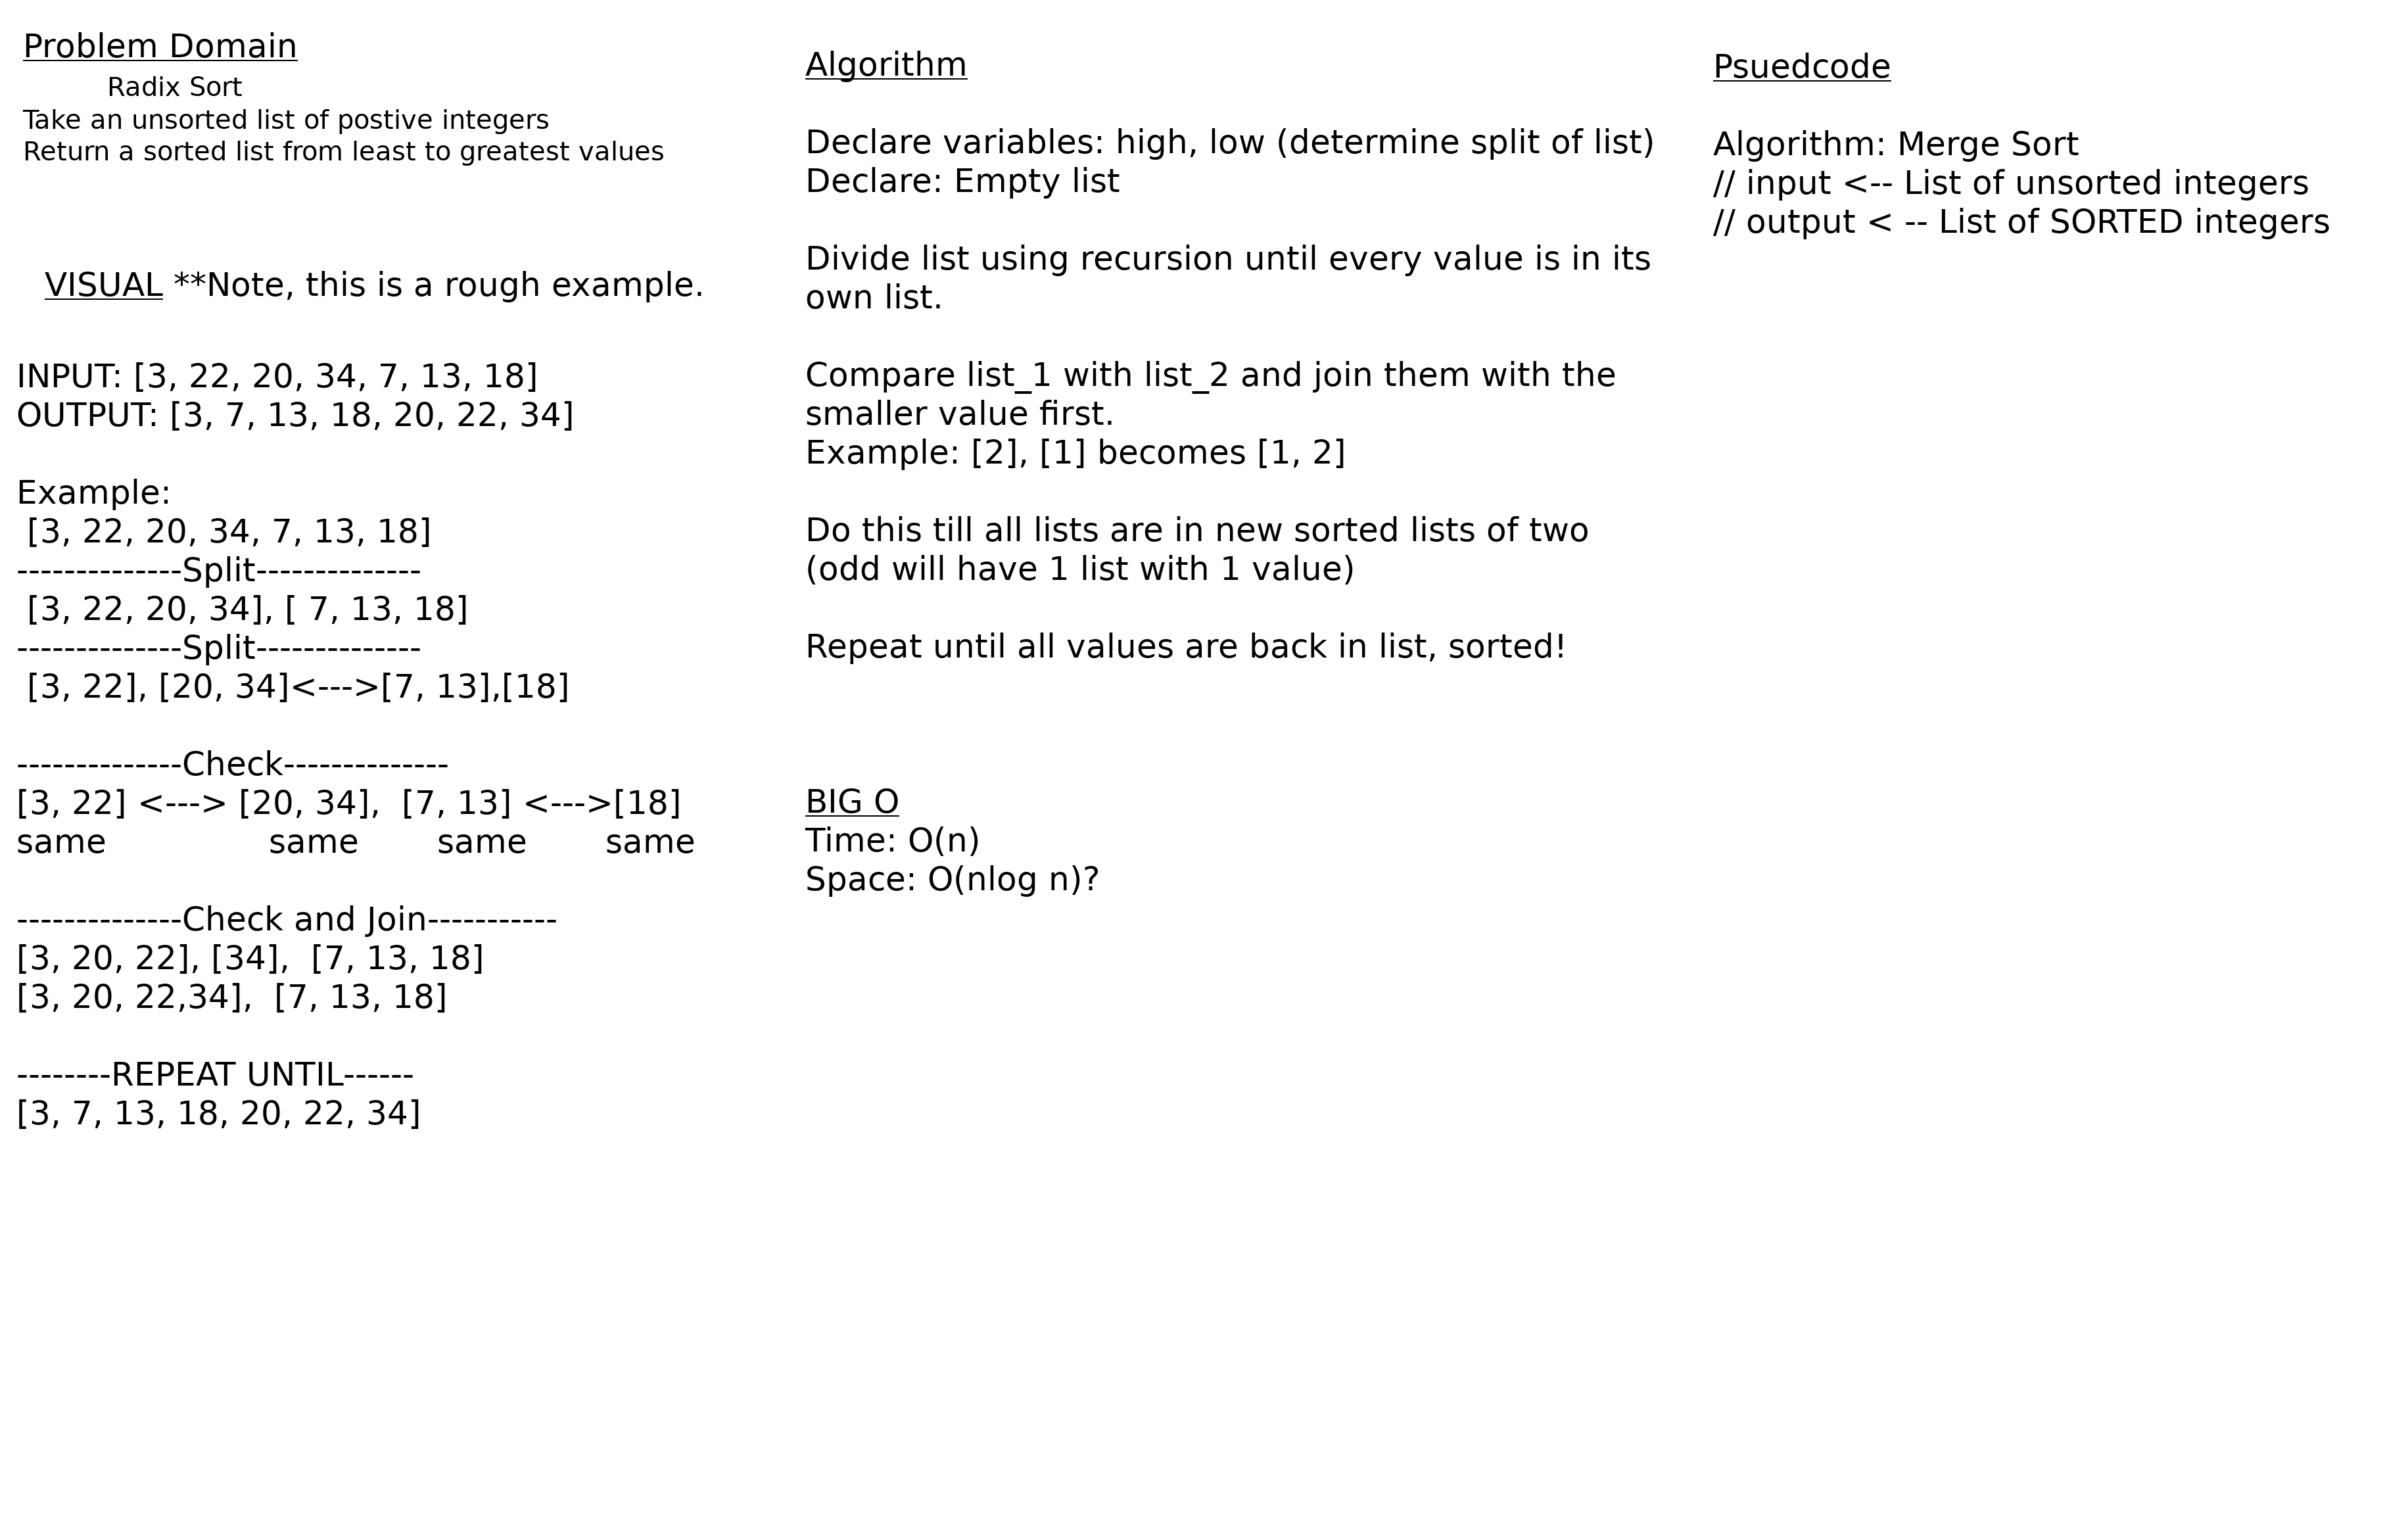 Problem Domain
Radix Sort
Take an unsorted list of postive integers
Return a sorted list from least to greatest values
VISUAL **Note, this is a rough example.
INPUT: [3, 22, 20, 34, 7, 13, 18]
OUTPUT: [3, 7, 13, 18, 20, 22, 34]
Example:
[3, 22, 20, 34, 7, 13, 18]
--------------Split--------------
[3, 22, 20, 34], [ 7, 13, 18]
--------------Split--------------
[3, 22], [20, 34]<--->[7, 13],[18]
--------------Check--------------
[3, 22] <---> [20, 34],  [7, 13] <--->[18]
same same same same
--------------Check and Join-----------
[3, 20, 22], [34],  [7, 13, 18]
[3, 20, 22,34],  [7, 13, 18]
--------REPEAT UNTIL------
[3, 7, 13, 18, 20, 22, 34]
Algorithm
Declare variables: high, low (determine split of list)
Declare: Empty list
Divide list using recursion until every value is in its
own list.
Compare list_1 with list_2 and join them with the
smaller value first.
Example: [2], [1] becomes [1, 2]
Do this till all lists are in new sorted lists of two
(odd will have 1 list with 1 value)
Repeat until all values are back in list, sorted!
BIG O
Time: O(n)
Space: O(nlog n)?
Psuedcode
Algorithm: Merge Sort
// input <-- List of unsorted integers
// output < -- List of SORTED integers